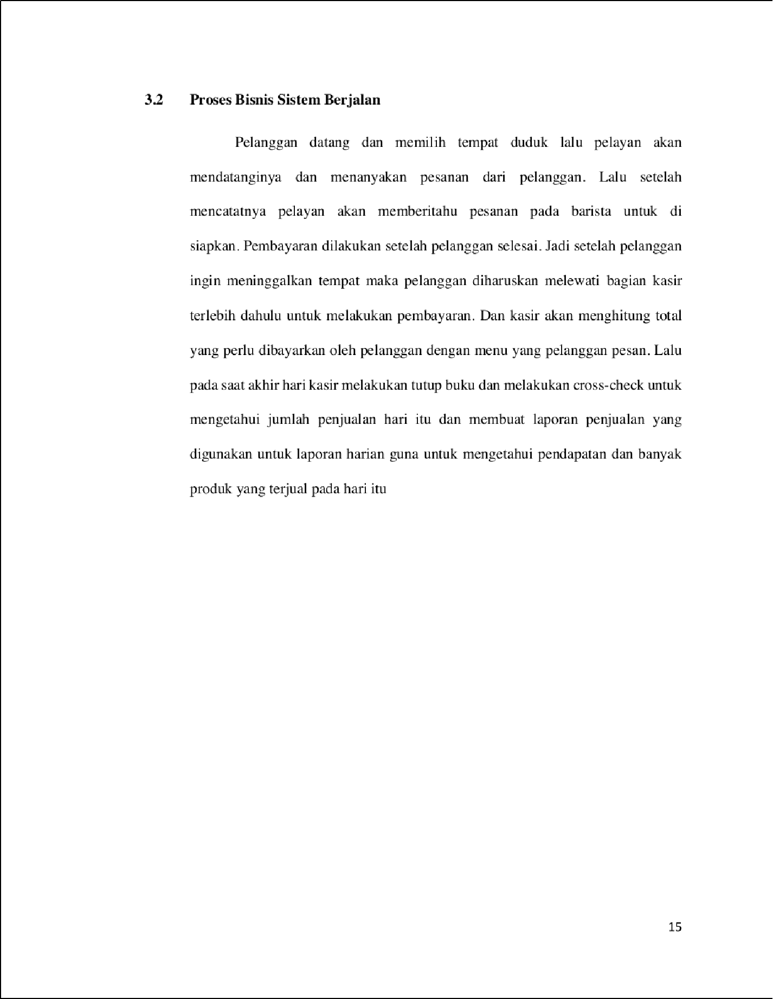 3.2 Proses Bisnis Sistem Berjalan
Pelanggan datang dan memilih tempat duduk lalu pelayan akan
mendatanginya dan menanyakan pesanan dari pelanggan. Lalu setelah
mencatatnya pelayan akan memberitahu pesanan pada barista untuk di
siapkan. Pembayaran dilakukan setelah pelanggan selesai. Jadi setelah pelanggan
ingin meninggalkan tempat maka pelanggan diharuskan melewati bagian kasir
terlebih dahulu untuk melakukan pembayaran. Dan kasir akan menghitung total
yang perlu dibayarkan oleh pelanggan dengan menu yang pelanggan pesan. Lalu
pada saat akhir hari kasir melakukan tutup buku dan melakukan cross-check untuk
mengetahui jumlah penjualan hari itu dan membuat laporan penjualan yang
digunakan untuk laporan harian guna untuk mengetahui pendapatan dan banyak
produk yang terjual pada hari itu
15